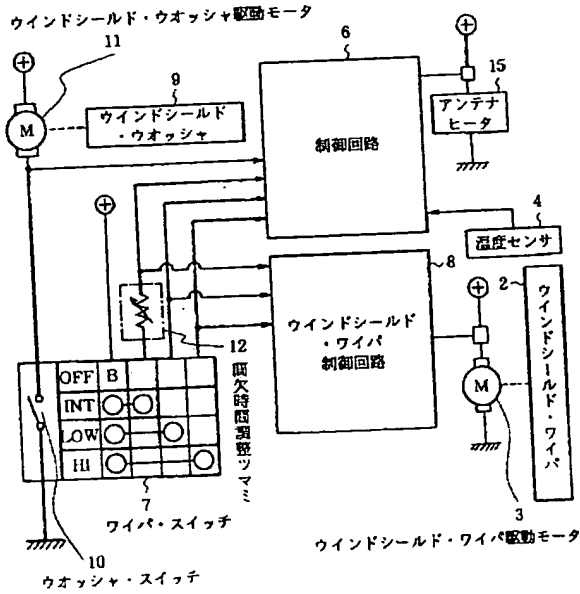 ウインドシールド・ウオッシャ駆動モータ
11
M
9
ウインドシールド
・ウオッシャ
6
制御回路
15
アンテナ
ヒータ
4
温度センサ
8
ウインドシールド
・ワイパ
制御回路
2
ウインドシールド・ワイパ
M
3
ウインドシールド・ワイパ駆動モータ
12
間欠時間調整ツマミ
OFF B
INT
LOW
HI
7
ワイパ・スイッチ
10
ウオッシャ・スイッチ